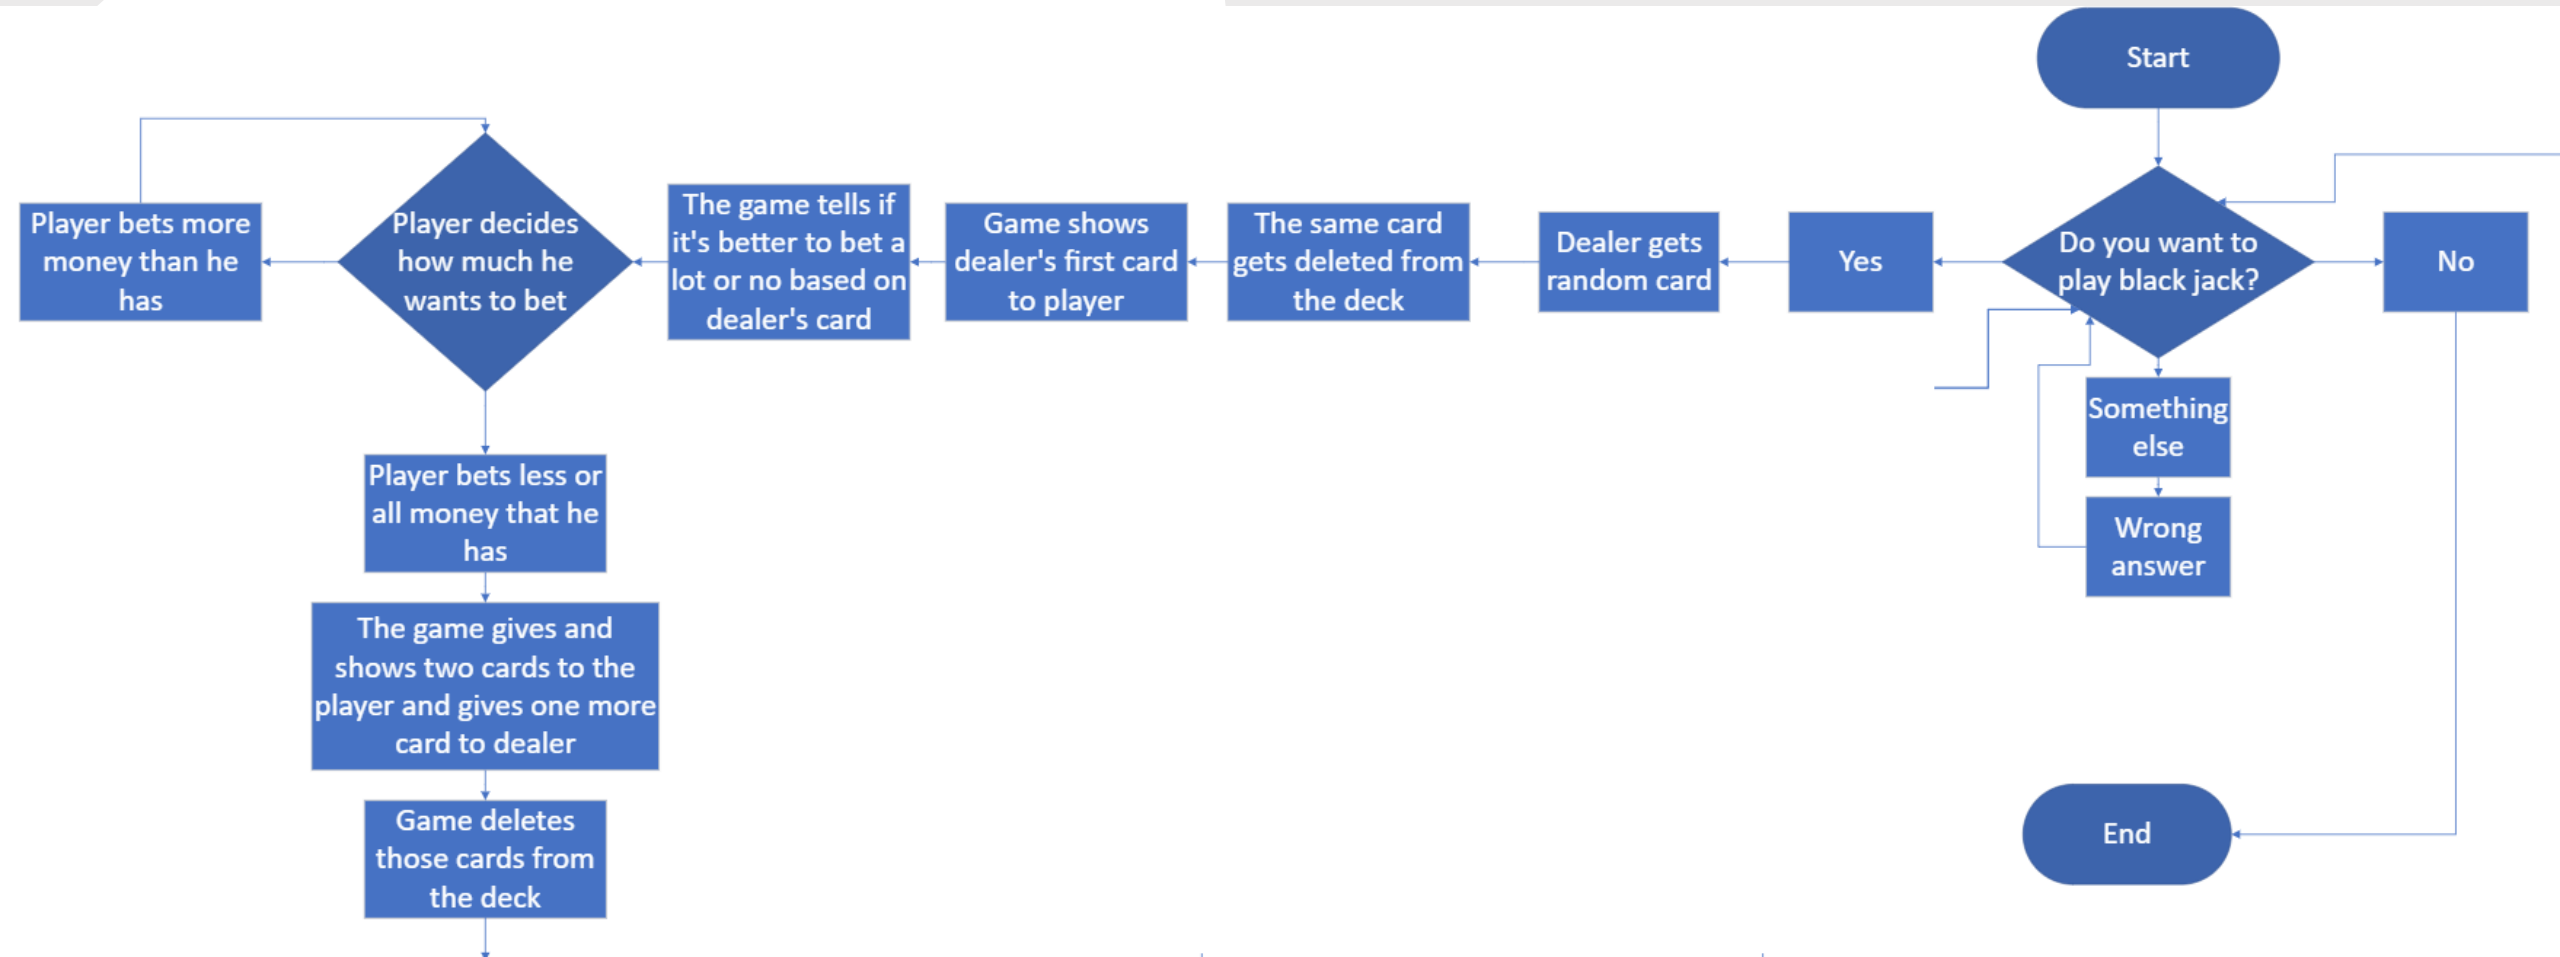 Start
Do you want to
play black jack?
No
Something
else
Wrong
answer
End
Yes
Dealer gets
random card
The same card
gets deleted from
the deck
Game shows
dealer's first card
to player
The game tells if
it's better to bet a
lot or no based on
dealer's card
Player decides
how much he
wants to bet
Player bets more
money than he
has
Player bets less or
all money that he
has
The game gives and
shows two cards to the
player and gives one more
card to dealer
Game deletes
those cards from
the deck